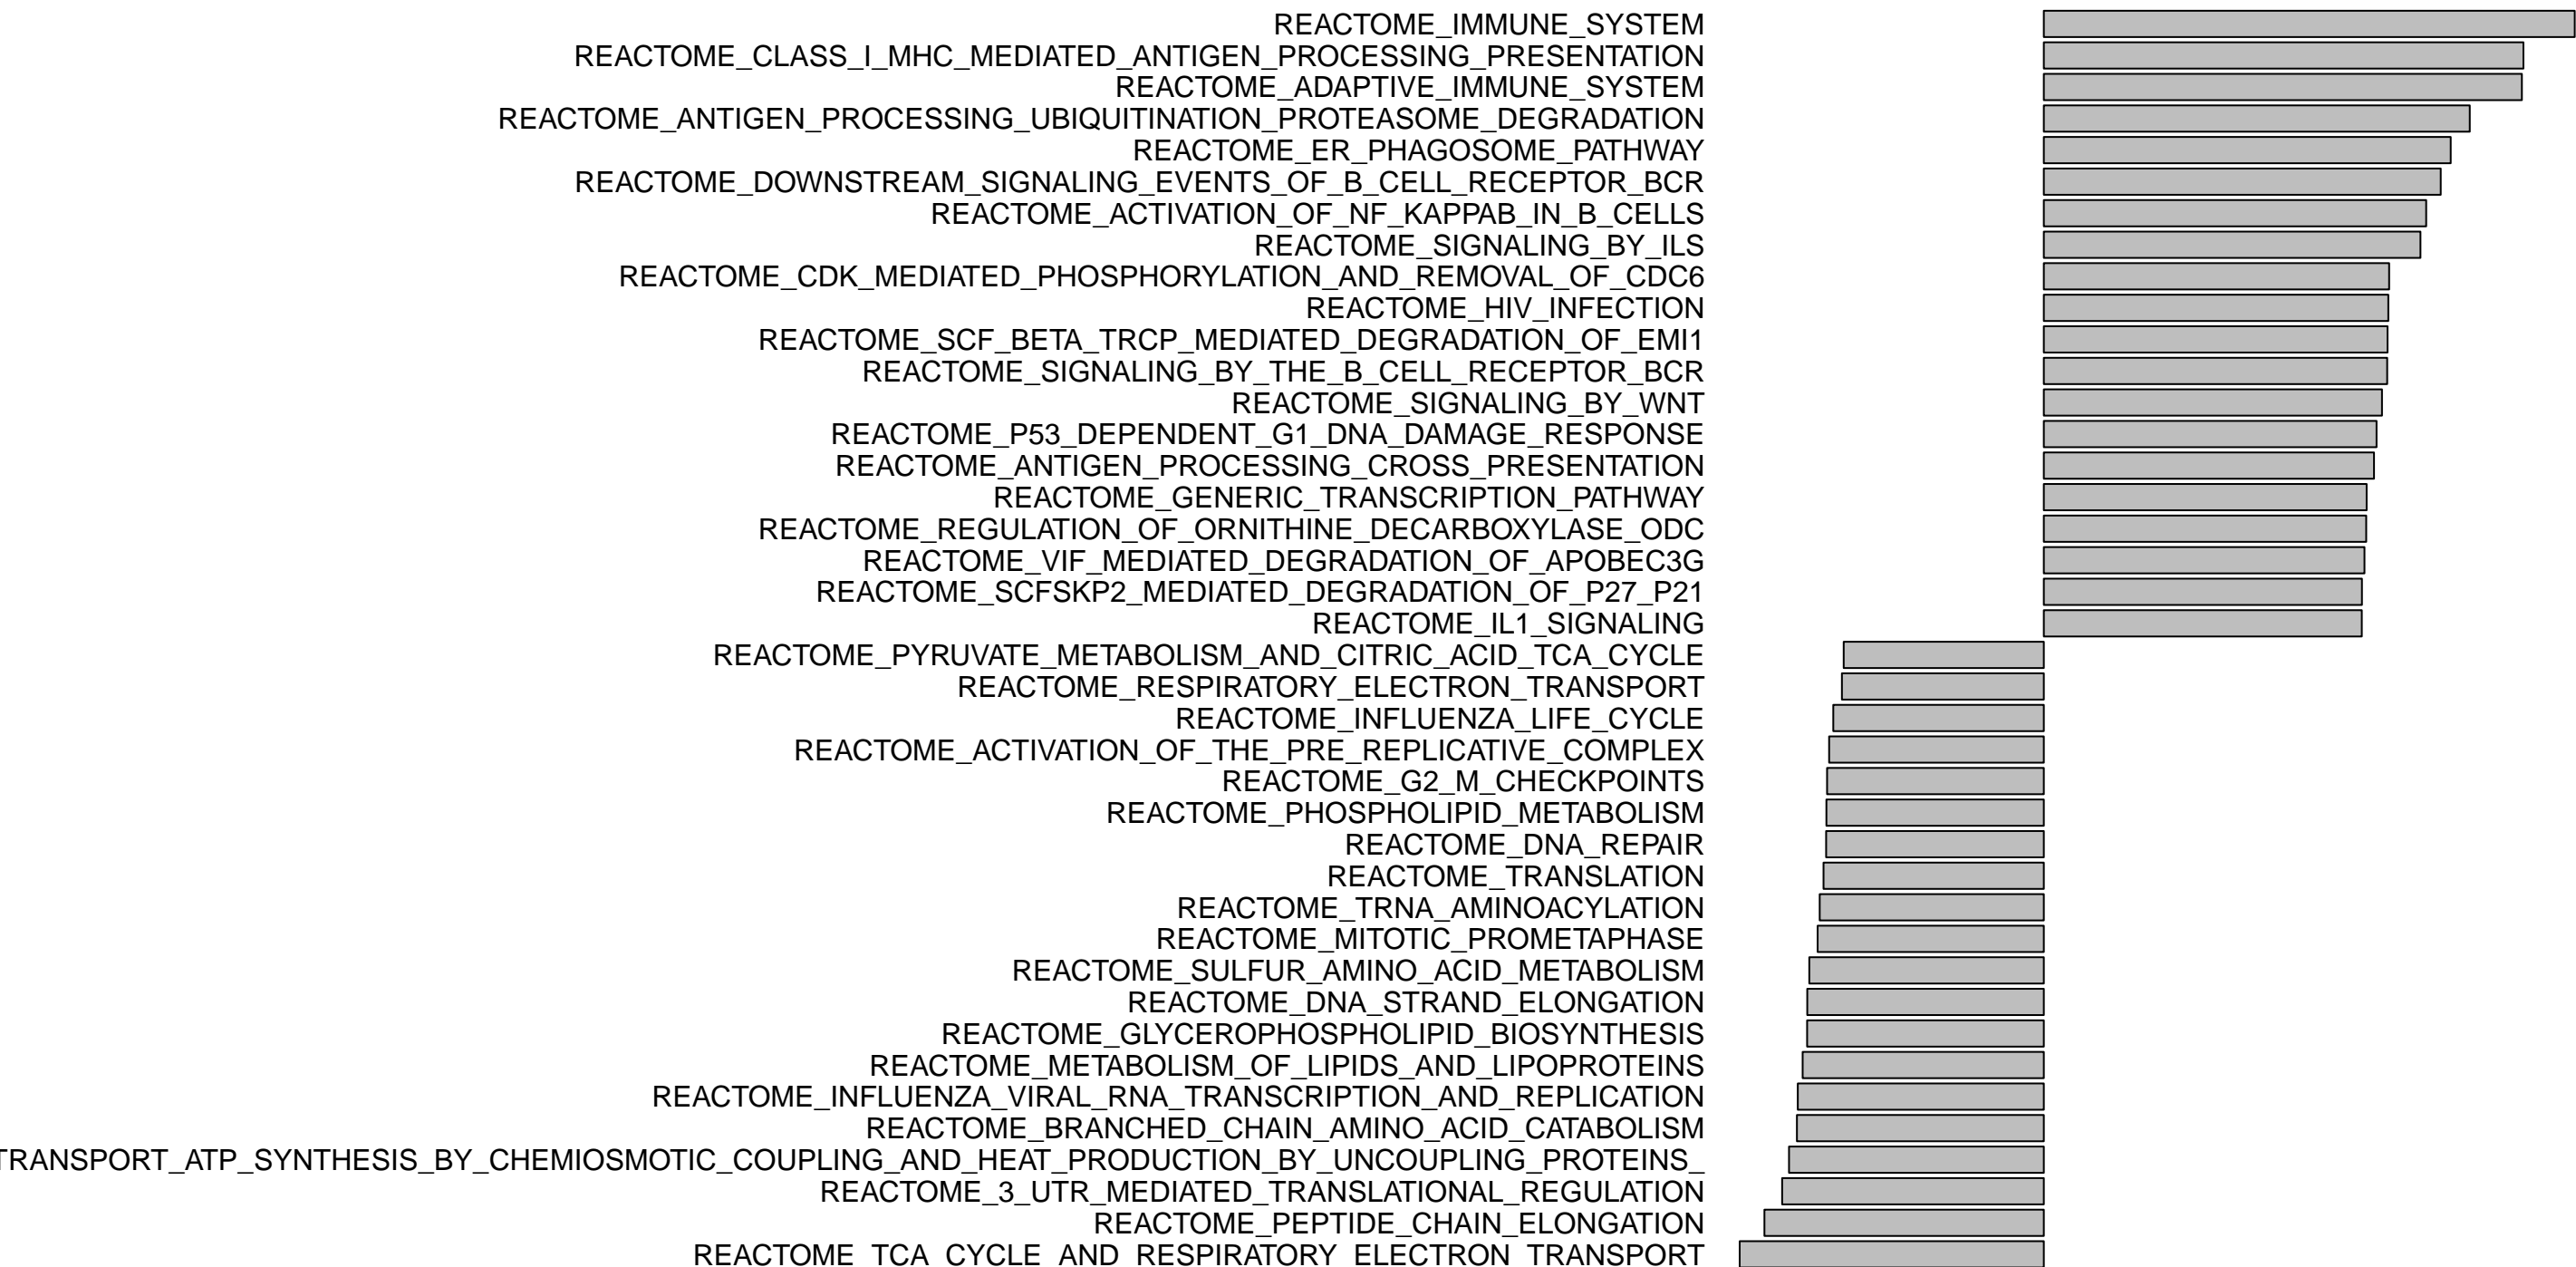 REACTOME_IMMUNE_SYSTEM
REACTOME_CLASS_I_MHC_MEDIATED_ANTIGEN_PROCESSING_PRESENTATION
REACTOME_ADAPTIVE_IMMUNE_SYSTEM
REACTOME_ANTIGEN_PROCESSING_UBIQUITINATION_PROTEASOME_DEGRADATION
REACTOME_ER_PHAGOSOME_PATHWAY
REACTOME_DOWNSTREAM_SIGNALING_EVENTS_OF_B_CELL_RECEPTOR_BCR
REACTOME_ACTIVATION_OF_NF_KAPPAB_IN_B_CELLS
REACTOME_SIGNALING_BY_ILS
REACTOME_CDK_MEDIATED_PHOSPHORYLATION_AND_REMOVAL_OF_CDC6
REACTOME_HIV_INFECTION
REACTOME_SCF_BETA_TRCP_MEDIATED_DEGRADATION_OF_EMI1
REACTOME_SIGNALING_BY_THE_B_CELL_RECEPTOR_BCR
REACTOME_SIGNALING_BY_WNT
REACTOME_P53_DEPENDENT_G1_DNA_DAMAGE_RESPONSE
REACTOME_ANTIGEN_PROCESSING_CROSS_PRESENTATION
REACTOME_GENERIC_TRANSCRIPTION_PATHWAY
REACTOME_REGULATION_OF_ORNITHINE_DECARBOXYLASE_ODC
REACTOME_VIF_MEDIATED_DEGRADATION_OF_APOBEC3G
REACTOME_SCFSKP2_MEDIATED_DEGRADATION_OF_P27_P21
REACTOME_IL1_SIGNALING
REACTOME_PYRUVATE_METABOLISM_AND_CITRIC_ACID_TCA_CYCLE
REACTOME_RESPIRATORY_ELECTRON_TRANSPORT
REACTOME_INFLUENZA_LIFE_CYCLE
REACTOME_ACTIVATION_OF_THE_PRE_REPLICATIVE_COMPLEX
REACTOME_G2_M_CHECKPOINTS
REACTOME_PHOSPHOLIPID_METABOLISM
REACTOME_DNA_REPAIR
REACTOME_TRANSLATION
REACTOME_TRNA_AMINOACYLATION
REACTOME_MITOTIC_PROMETAPHASE
REACTOME_SULFUR_AMINO_ACID_METABOLISM
REACTOME_DNA_STRAND_ELONGATION
REACTOME_GLYCEROPHOSPHOLIPID_BIOSYNTHESIS
REACTOME_METABOLISM_OF_LIPIDS_AND_LIPOPROTEINS
REACTOME_INFLUENZA_VIRAL_RNA_TRANSCRIPTION_AND_REPLICATION
REACTOME_BRANCHED_CHAIN_AMINO_ACID_CATABOLISM
TRANSPORT_ATP_SYNTHESIS_BY_CHEMIOSMOTIC_COUPLING_AND_HEAT_PRODUCTION_BY_UNCOUPLING_PROTEINS_
REACTOME_3_UTR_MEDIATED_TRANSLATIONAL_REGULATION
REACTOME_PEPTIDE_CHAIN_ELONGATION
REACTOME_TCA_CYCLE_AND_RESPIRATORY_ELECTRON_TRANSPORT